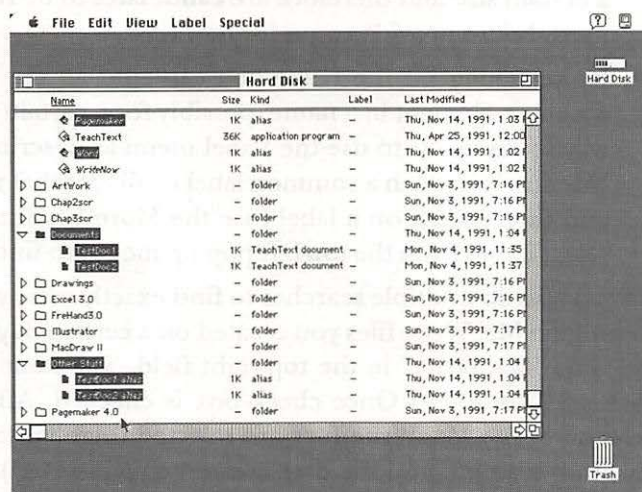 File Edit View Label Special
Hard Disk
Hard Disk
Name Size Kind Label Last Modified
Pagemaker 1K alias – Thu, Nov 14, 1991, 1:03
TeachText 36K application program – Thu, Apr 25, 1991, 12:00
Word 1K alias – Thu, Nov 14, 1991, 1:02
WriteNow 1K alias – Thu, Nov 14, 1991, 1:02
ArtWork – folder – Sun, Nov 3, 1991, 7:16 PM
Chap2scr – folder – Sun, Nov 3, 1991, 7:16 PM
Chap3scr – folder – Sun, Nov 3, 1991, 7:16 PM
Documents – folder – Thu, Nov 14, 1991, 1:04
TestDoc1 1K TeachText document – Mon, Nov 4, 1991, 11:35
TestDoc2 1K TeachText document – Mon, Nov 4, 1991, 11:37
Drawings – folder – Sun, Nov 3, 1991, 7:16
Excel 3.0 – folder – Sun, Nov 3, 1991, 7:16
FreHand3.0 – folder – Sun, Nov 3, 1991, 7:16
Illustrator – folder – Sun, Nov 3, 1991, 7:17
MacDraw II – folder – Sun, Nov 3, 1991, 7:17
Other Stuff – folder – Thu, Nov 14, 1991, 1:04
TestDoc1 alias 1K alias – Thu, Nov 14, 1991, 1:04
TestDoc2 alias 1K alias – Thu, Nov 14, 1991, 1:04
Pagemaker 4.0 – folder – Sun, Nov 3, 1991, 7:17
Trash